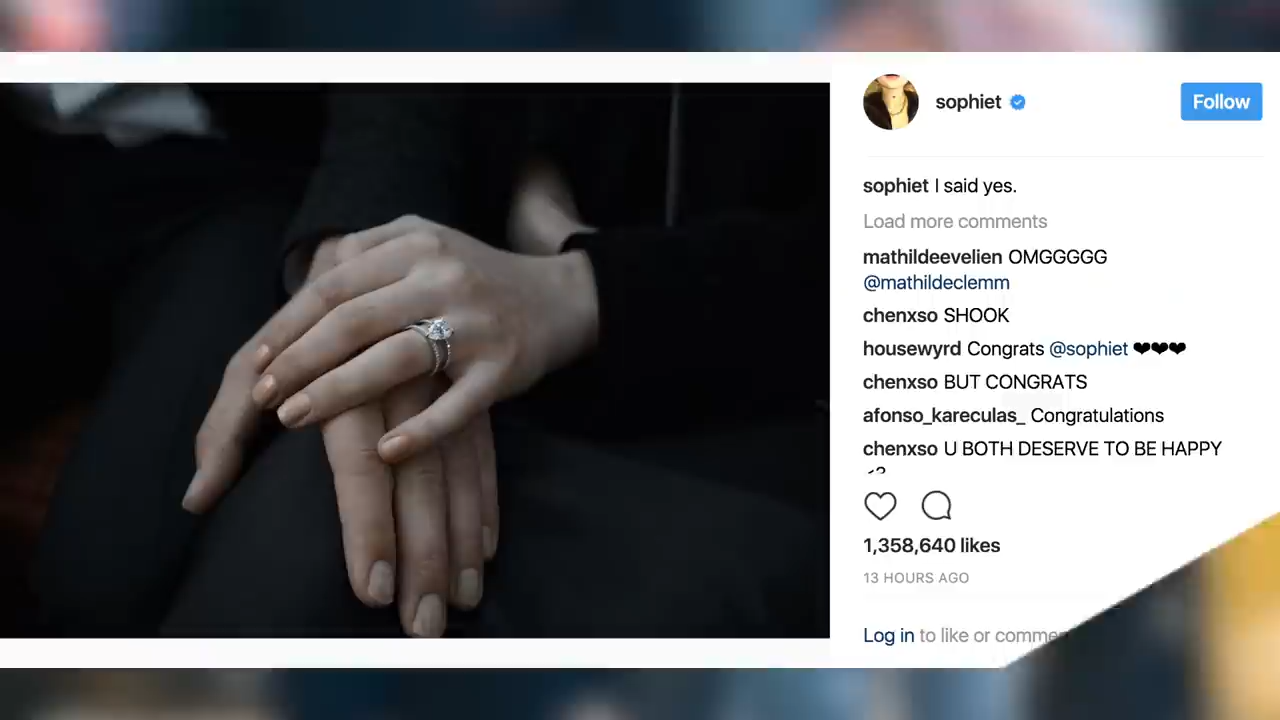 sophiet
Follow
sophiet I said yes.
Load more comments
mathildeevelien OMGGGGG
@mathildeclemm
chenxso SHOOK
housewyrd Congrats @sophiet ❤❤❤
chenxso BUT CONGRATS
afonso_kareculas_ Congratulations
chenxso U BOTH DESERVE TO BE HAPPY
1,358,640 likes
13 HOURS AGO
Log in to like or comme